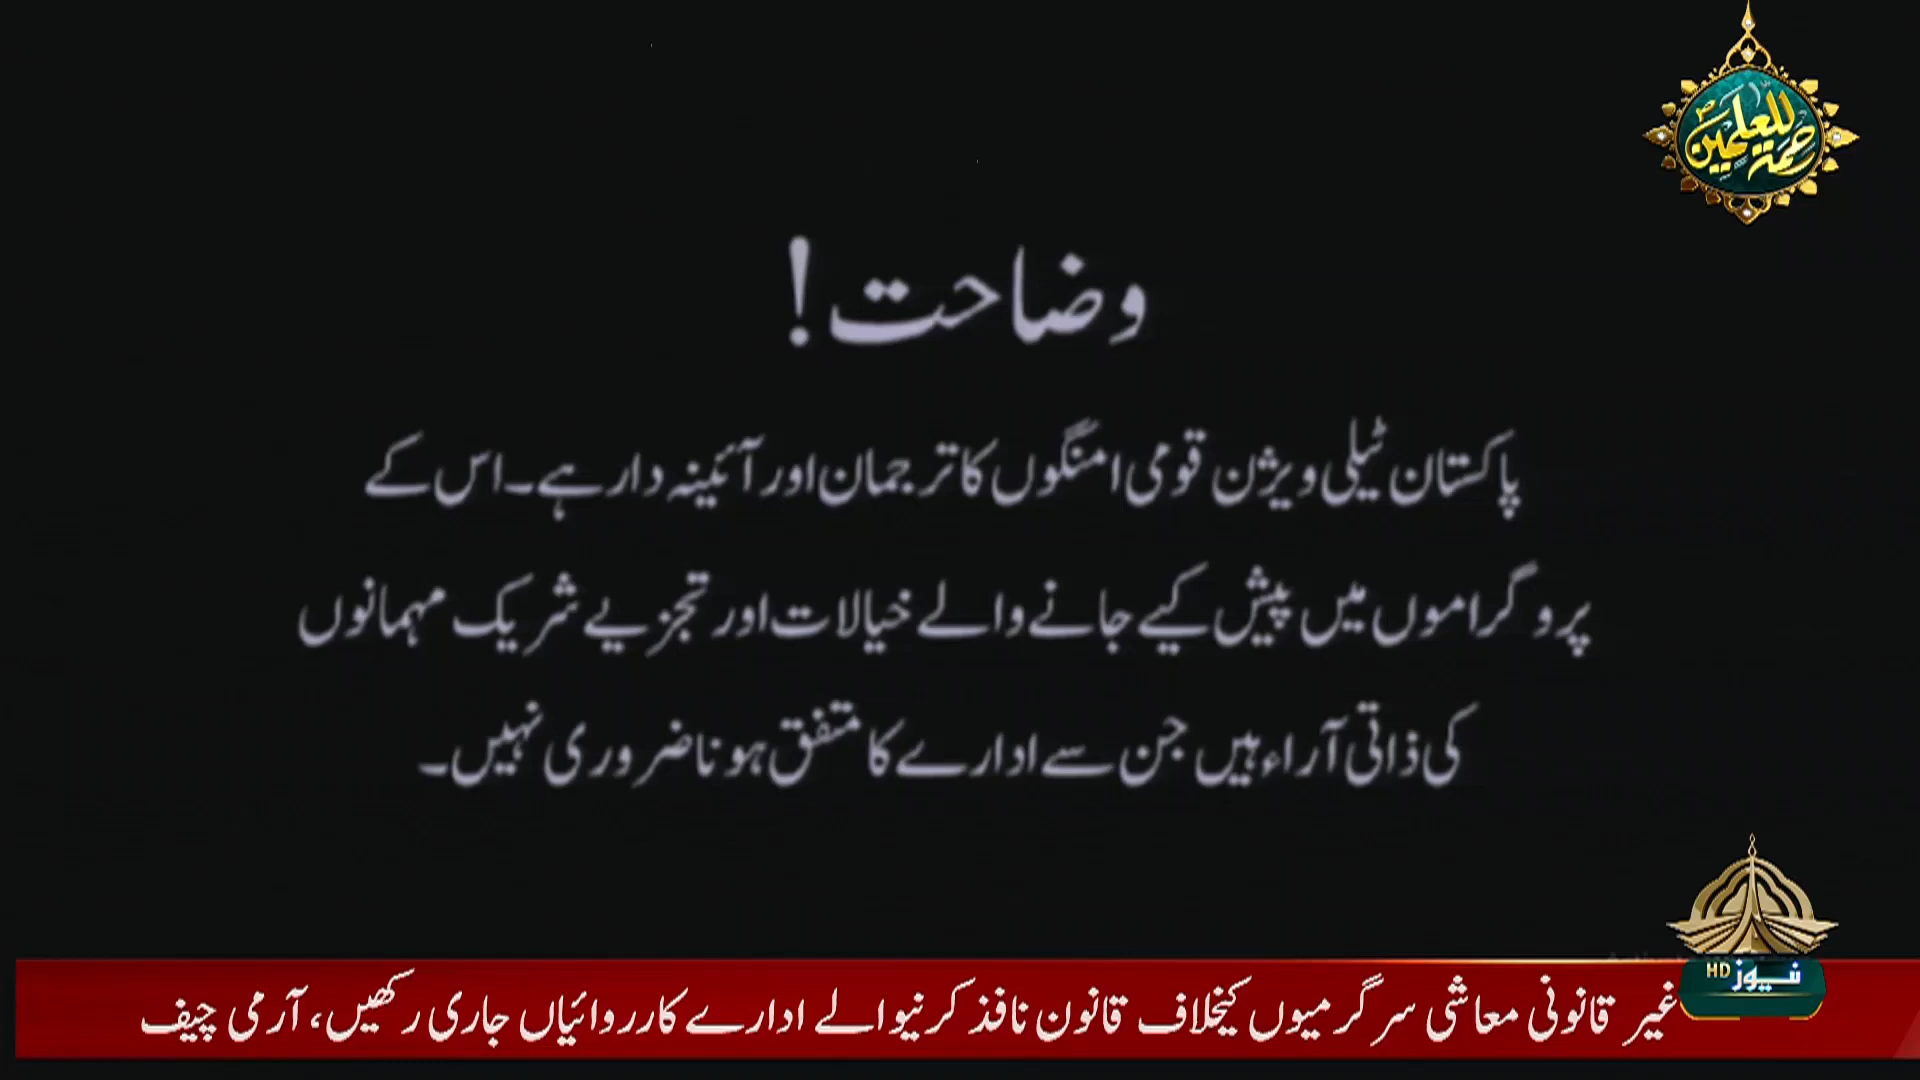 رحمة للعلمین
وضاحت!
پاکستان ٹیلی ویژن قومی امنگوں کا ترجمان اور آئینہ دار ہے۔ اس کے
پروگراموں میں پیش کیے جانے والے خیالات اور تجزیے شریک مہمانوں
کی ذاتی آراء ہیں جن سے ادارے کا متفق ہونا ضروری نہیں۔
نیوز HD
غیر قانونی معاشی سرگرمیوں کیخلاف قانون نافذ کرنیوالے ادارے کارروائیاں جاری رکھیں، آرمی چیف